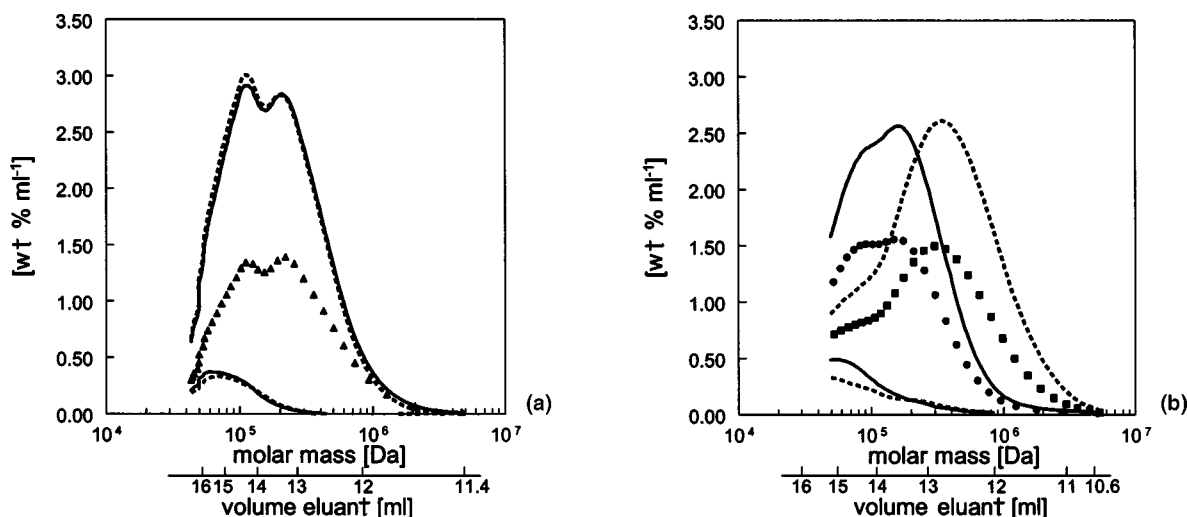 3.50
3.00
2.50
2.00
1.50
1.00
0.50
0.00
[wt % ml-1]
10⁴ 10⁵ 10⁶ 10⁷
molar mass [Da]
16 15 14 13 12 11.4
volume eluant [ml]
(a)
3.50
3.00
2.50
2.00
1.50
1.00
0.50
0.00
[wt % ml-1]
10⁴ 10⁵ 10⁶ 10⁷
molar mass [Da]
16 15 14 13 12 11 10.6
volume eluant [ml]
(b)